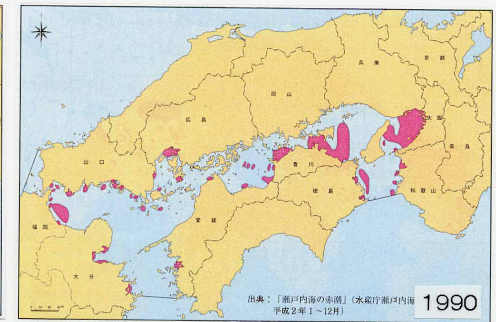 兵庫
京都
岡山
広島
大阪
奈良
山口
香川
徳島
和歌山
愛媛
福岡
大分
出典：「瀬戸内海の赤潮」（水産庁瀬戸内海
平成2年1～12月）
1990